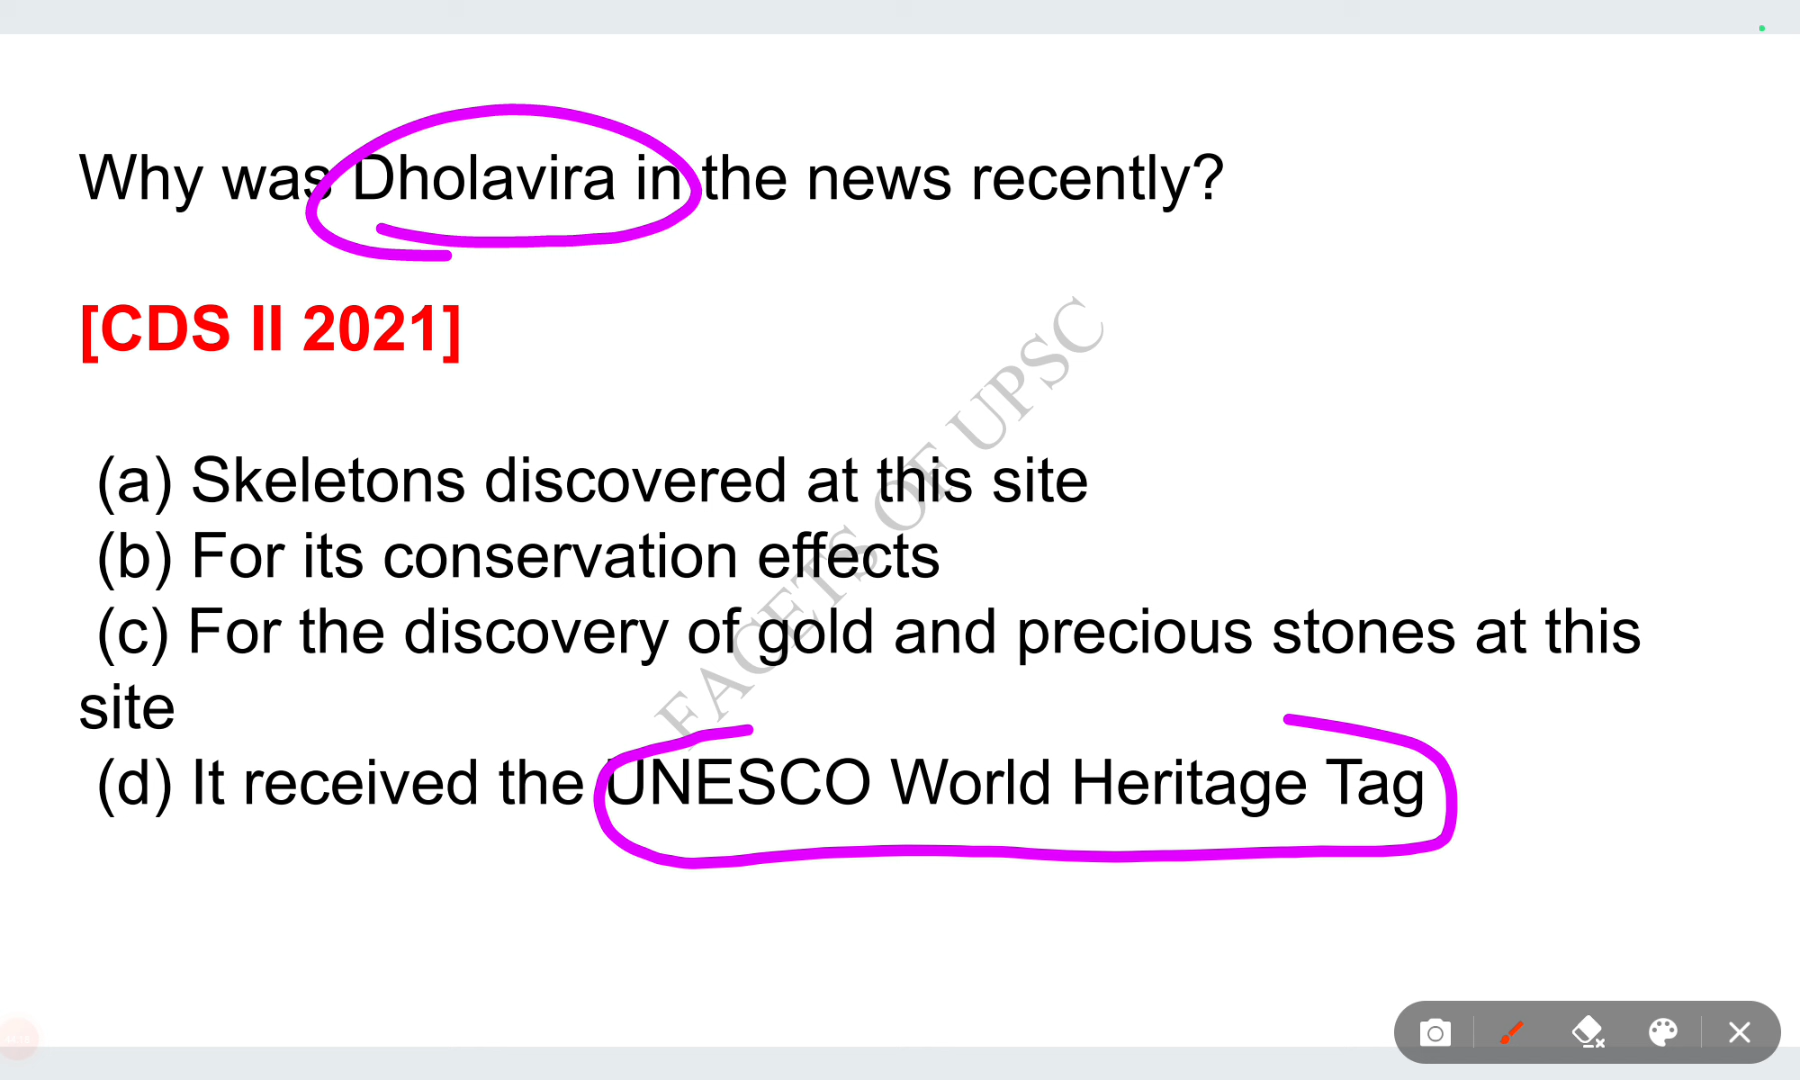 Why was Dholavira in the news recently?
[CDS II 2021]
(a) Skeletons discovered at this site
(b) For its conservation effects
(c) For the discovery of gold and precious stones at this
site
(d) It received the UNESCO World Heritage Tag
FACETS OF UPSC